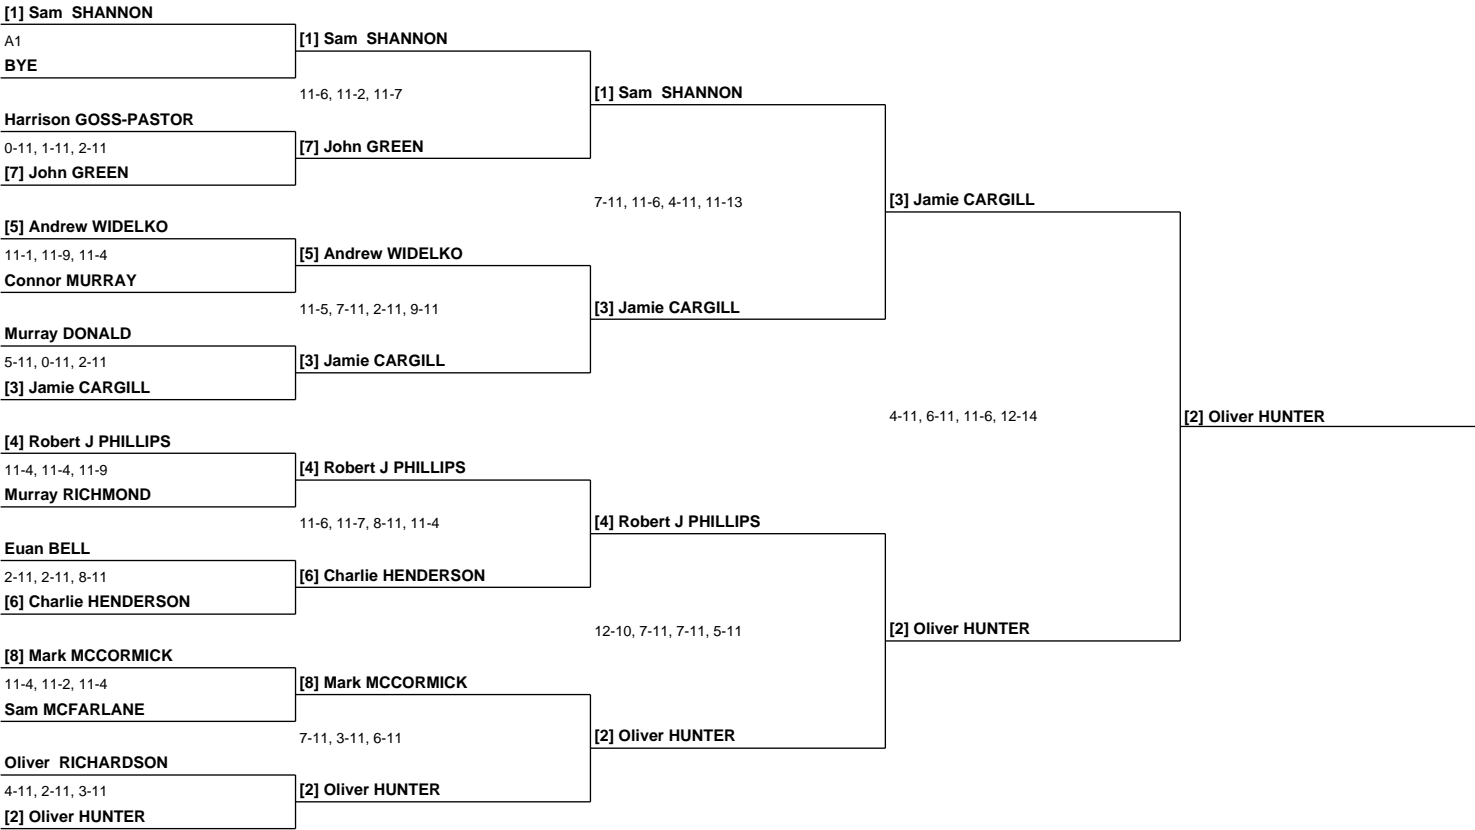 [1] Sam  SHANNON
A1
BYE
[1] Sam  SHANNON
11-6, 11-2, 11-7
Harrison GOSS-PASTOR
0-11, 1-11, 2-11
[7] John GREEN
[7] John GREEN
[1] Sam  SHANNON
7-11, 11-6, 4-11, 11-13
[5] Andrew WIDELKO
11-1, 11-9, 11-4
Connor MURRAY
[5] Andrew WIDELKO
11-5, 7-11, 2-11, 9-11
Murray DONALD
5-11, 0-11, 2-11
[3] Jamie CARGILL
[3] Jamie CARGILL
[3] Jamie CARGILL
[3] Jamie CARGILL
4-11, 6-11, 11-6, 12-14
[2] Oliver HUNTER
[4] Robert J PHILLIPS
11-4, 11-4, 11-9
Murray RICHMOND
[4] Robert J PHILLIPS
11-6, 11-7, 8-11, 11-4
Euan BELL
2-11, 2-11, 8-11
[6] Charlie HENDERSON
[6] Charlie HENDERSON
[4] Robert J PHILLIPS
12-10, 7-11, 7-11, 5-11
[2] Oliver HUNTER
[8] Mark MCCORMICK
11-4, 11-2, 11-4
Sam MCFARLANE
[8] Mark MCCORMICK
7-11, 3-11, 6-11
[2] Oliver HUNTER
Oliver  RICHARDSON
4-11, 2-11, 3-11
[2] Oliver HUNTER
[2] Oliver HUNTER